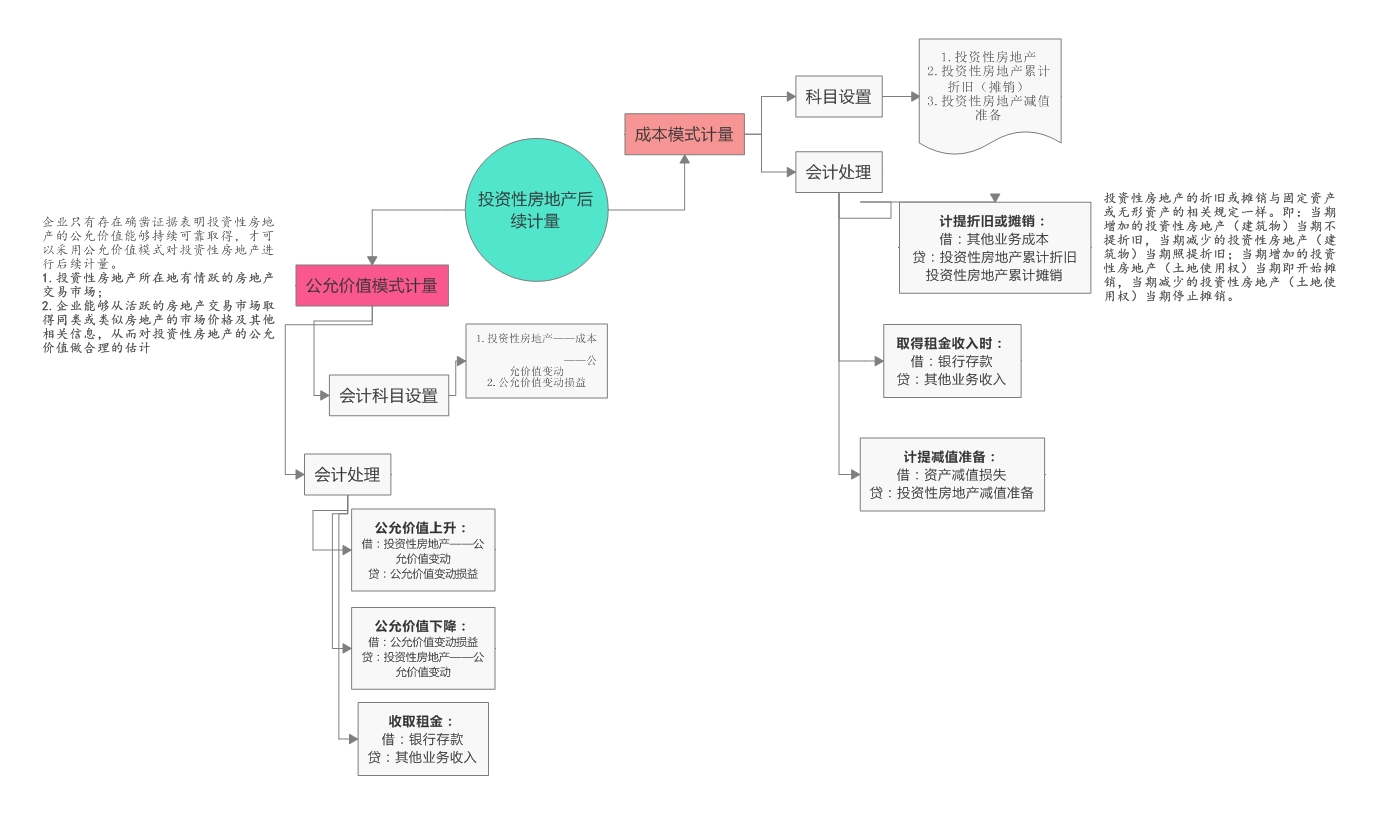 投资性房地产后
续计量
成本模式计量
科目设置
1.投资性房地产
2.投资性房地产累计
折旧（摊销）
3.投资性房地产减值
准备
会计处理
计提折旧或摊销：
借：其他业务成本
贷：投资性房地产累计折旧
投资性房地产累计摊销
投资性房地产的折旧或摊销与固定资产
或无形资产的相关规定一样。即：当期
增加的投资性房地产（建筑物）当期不
提折旧，当期减少的投资性房地产（建
筑物）当期照提折旧；当期增加的投资
性房地产（土地使用权）当期即开始摊
销，当期减少的投资性房地产（土地使
用权）当期停止摊销。
取得租金收入时：
借：银行存款
贷：其他业务收入
计提减值准备：
借：资产减值损失
贷：投资性房地产减值准备
企业只有存在确凿证据表明投资性房地
产的公允价值能够持续可靠取得，才可
以采用公允价值模式对投资性房地产进
行后续计量。
1.投资性房地产所在地有情跃的房地产
交易市场；
2.企业能够从活跃的房地产交易市场取
得同类或类似房地产的市场价格及其他
相关信息，从而对投资性房地产的公允
价值做合理的估计
公允价值模式计量
会计科目设置
1.投资性房地产——成本
——公
允价值变动
2.公允价值变动损益
会计处理
公允价值上升：
借：投资性房地产——公
允价值变动
贷：公允价值变动损益
公允价值下降：
借：公允价值变动损益
贷：投资性房地产——公
允价值变动
收取租金：
借：银行存款
贷：其他业务收入